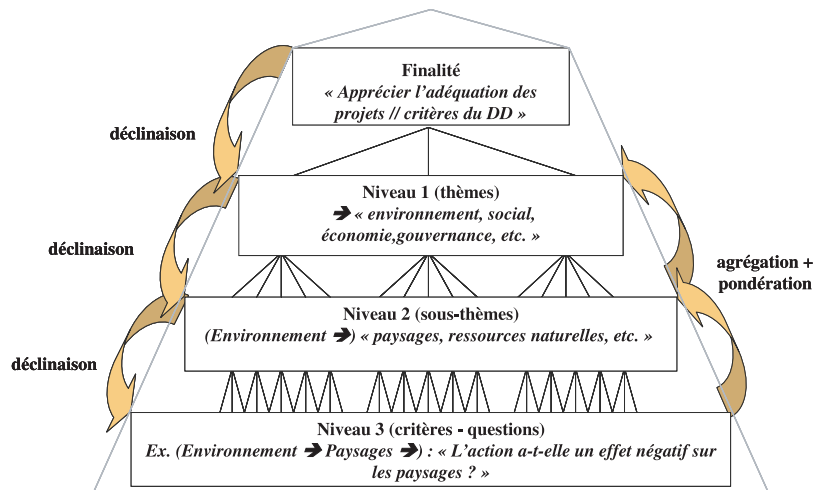 Finalité
« Apprécier l'adéquation des
projets // critères du DD »
déclinaison
Niveau 1 (thèmes)
➔ « environnement, social,
économie,gouvernance, etc. »
déclinaison
agrégation +
pondération
Niveau 2 (sous-thèmes)
(Environnement ➔) « paysages, ressources naturelles, etc. »
déclinaison
Niveau 3 (critères - questions)
Ex. (Environnement ➔ Paysages ➔) : « L'action a-t-elle un effet négatif sur
les paysages ? »